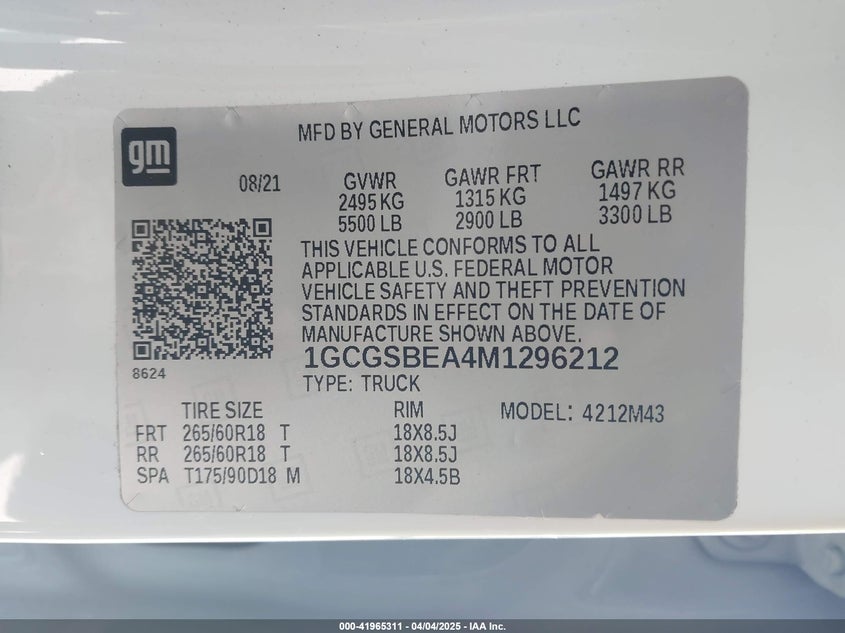 gm
MFD BY GENERAL MOTORS LLC
08/21
GVWR GAWR FRT GAWR RR
2495 KG 1315 KG 1497 KG
5500 LB 2900 LB 3300 LB
THIS VEHICLE CONFORMS TO ALL
APPLICABLE U.S. FEDERAL MOTOR
VEHICLE SAFETY AND THEFT PREVENTION
STANDARDS IN EFFECT ON THE DATE OF
MANUFACTURE SHOWN ABOVE.
1GCGSBEA4M1296212
8624
TYPE: TRUCK
TIRE SIZE RIM MODEL: 4212M43
FRT 265/60R18 T 18X8.5J
RR 265/60R18 T 18X8.5J
SPA T175/90D18 M 18X4.5B
000-41965311 - 04/04/2025 - IAA Inc.